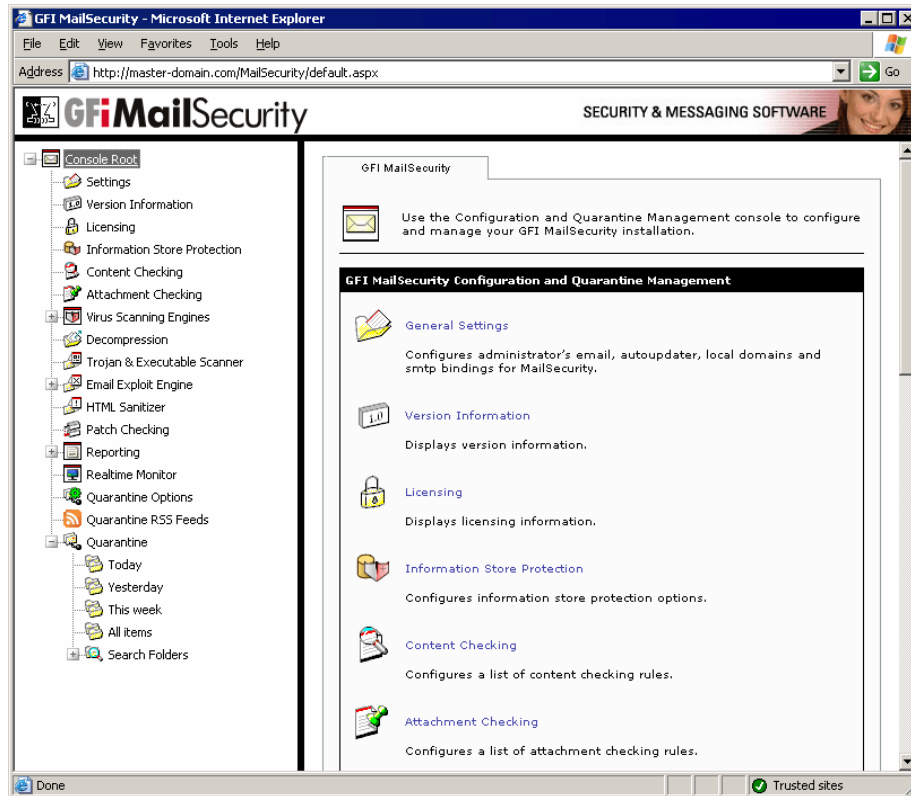 GFI MailSecurity - Microsoft Internet Explorer
File Edit View Favorites Tools Help
Address http://master-domain.com/MailSecurity/default.aspx Go
GFi MailSecurity
SECURITY & MESSAGING SOFTWARE
Console Root
Settings
Version Information
Licensing
Information Store Protection
Content Checking
Attachment Checking
Virus Scanning Engines
Decompression
Trojan & Executable Scanner
Email Exploit Engine
HTML Sanitizer
Patch Checking
Reporting
Realtime Monitor
Quarantine Options
Quarantine RSS Feeds
Quarantine
Today
Yesterday
This week
All items
Search Folders
GFI MailSecurity
Use the Configuration and Quarantine Management console to configure
and manage your GFI MailSecurity installation.
GFI MailSecurity Configuration and Quarantine Management
General Settings
Configures administrator's email, autoupdater, local domains and
smtp bindings for MailSecurity.
1.0
Version Information
Displays version information.
Licensing
Displays licensing information.
Information Store Protection
Configures information store protection options.
Content Checking
Configures a list of content checking rules.
Attachment Checking
Configures a list of attachment checking rules.
Done
Trusted sites